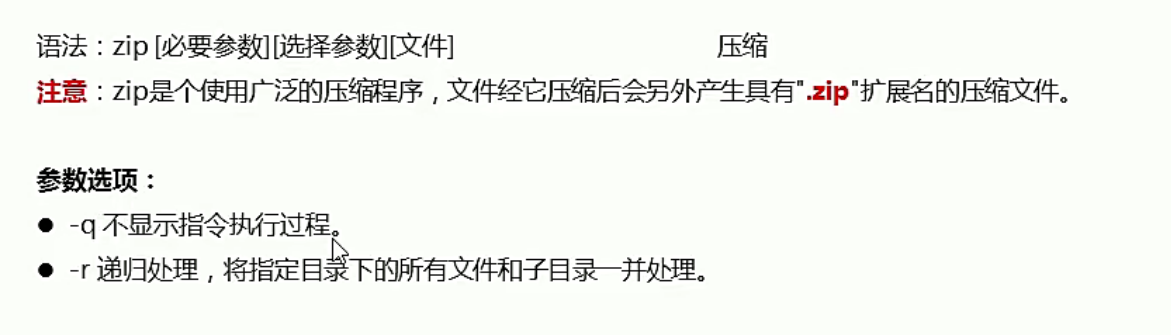 语法：zip [必要参数][选择参数][文件] 压缩
注意：zip是个使用广泛的压缩程序，文件经它压缩后会另外产生具有".zip"扩展名的压缩文件。
参数选项：
● -q 不显示指令执行过程。
● -r 递归处理，将指定目录下的所有文件和子目录一并处理。